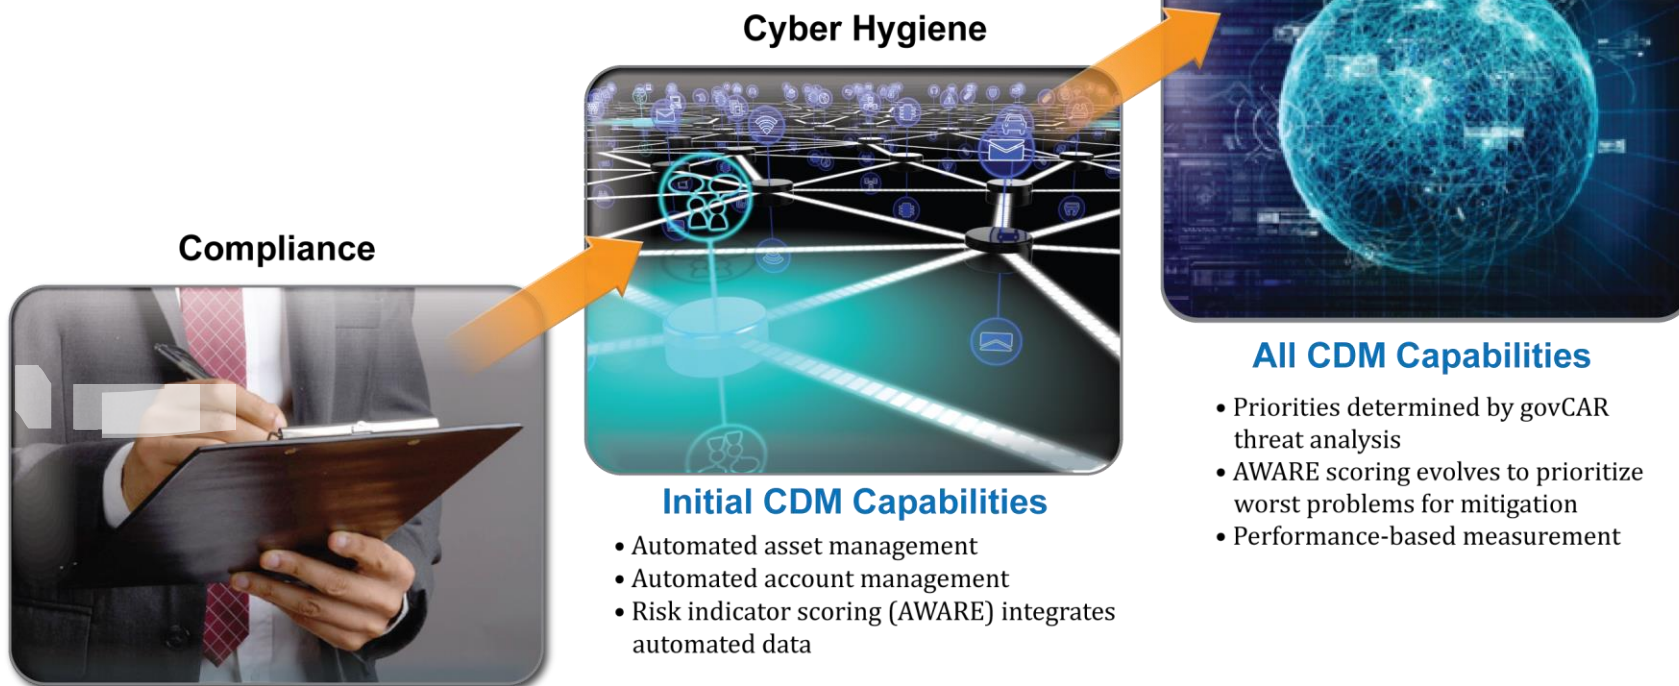 Cyber Hygiene
Compliance
Initial CDM Capabilities
• Automated asset management
• Automated account management
• Risk indicator scoring (AWARE) integrates
automated data
All CDM Capabilities
• Priorities determined by govCAR
threat analysis
• AWARE scoring evolves to prioritize
worst problems for mitigation
• Performance-based measurement